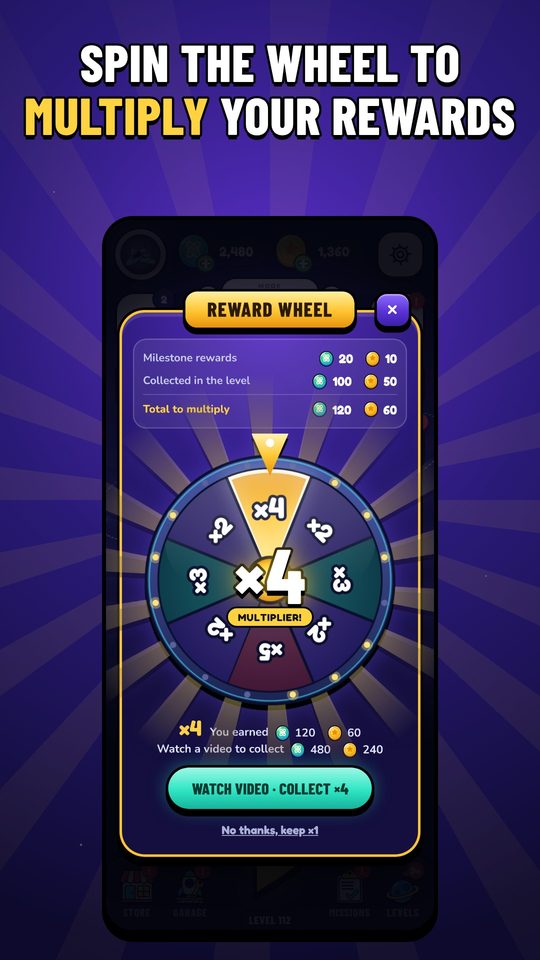 SPIN THE WHEEL TO
MULTIPLY YOUR REWARDS
2,480 1,360
MODE
2
REWARD WHEEL ×
Milestone rewards 20 10
Collected in the level 100 50
Total to multiply 120 60
×4
×2 ×2
×3 ×3
×2 ×2
×5
×4
MULTIPLIER!
×4 You earned 120 60
Watch a video to collect 480 240
WATCH VIDEO · COLLECT ×4
No thanks, keep ×1
STORE GARAGE MISSIONS LEVELS
LEVEL 112